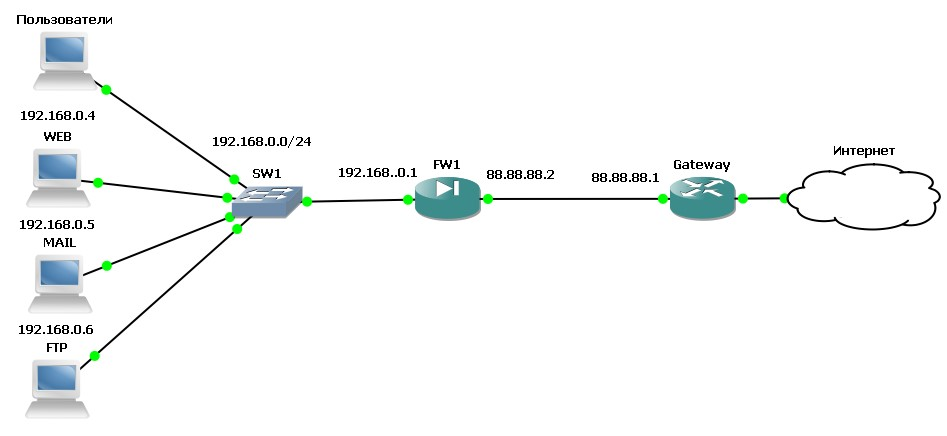 Пользователи
192.168.0.4
WEB
192.168.0.5
MAIL
192.168.0.6
FTP
192.168.0.0/24
SW1
192.168..0.1
FW1
88.88.88.2
88.88.88.1
Gateway
Интернет